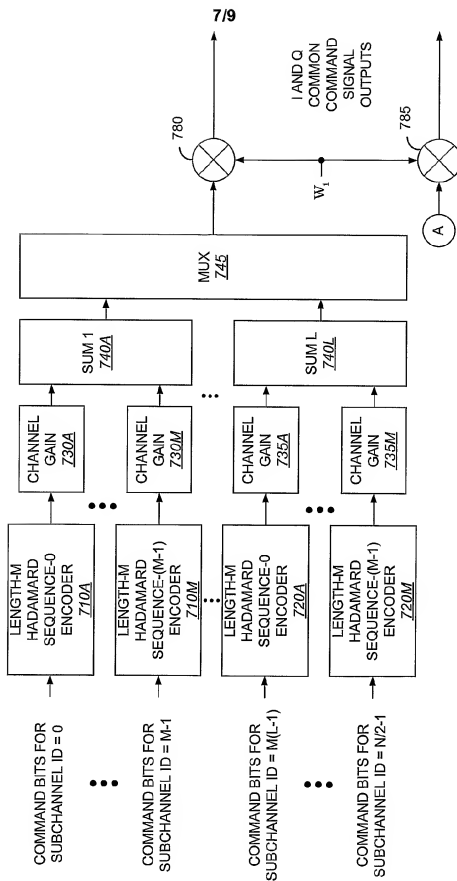 7/9
COMMAND BITS FOR
SUBCHANNEL ID = 0
LENGTH-M
HADAMARD
SEQUENCE-0
ENCODER
710A
CHANNEL
GAIN
730A
SUM 1
740A
COMMAND BITS FOR
SUBCHANNEL ID = M-1
LENGTH-M
HADAMARD
SEQUENCE-(M-1)
ENCODER
710M
CHANNEL
GAIN
730M
COMMAND BITS FOR
SUBCHANNEL ID = M(L-1)
LENGTH-M
HADAMARD
SEQUENCE-0
ENCODER
720A
CHANNEL
GAIN
735A
SUM L
740L
COMMAND BITS FOR
SUBCHANNEL ID = N/2-1
LENGTH-M
HADAMARD
SEQUENCE-(M-1)
ENCODER
720M
CHANNEL
GAIN
735M
MUX
745
780
W₁
I AND Q
COMMON
COMMAND
SIGNAL
OUTPUTS
785
A